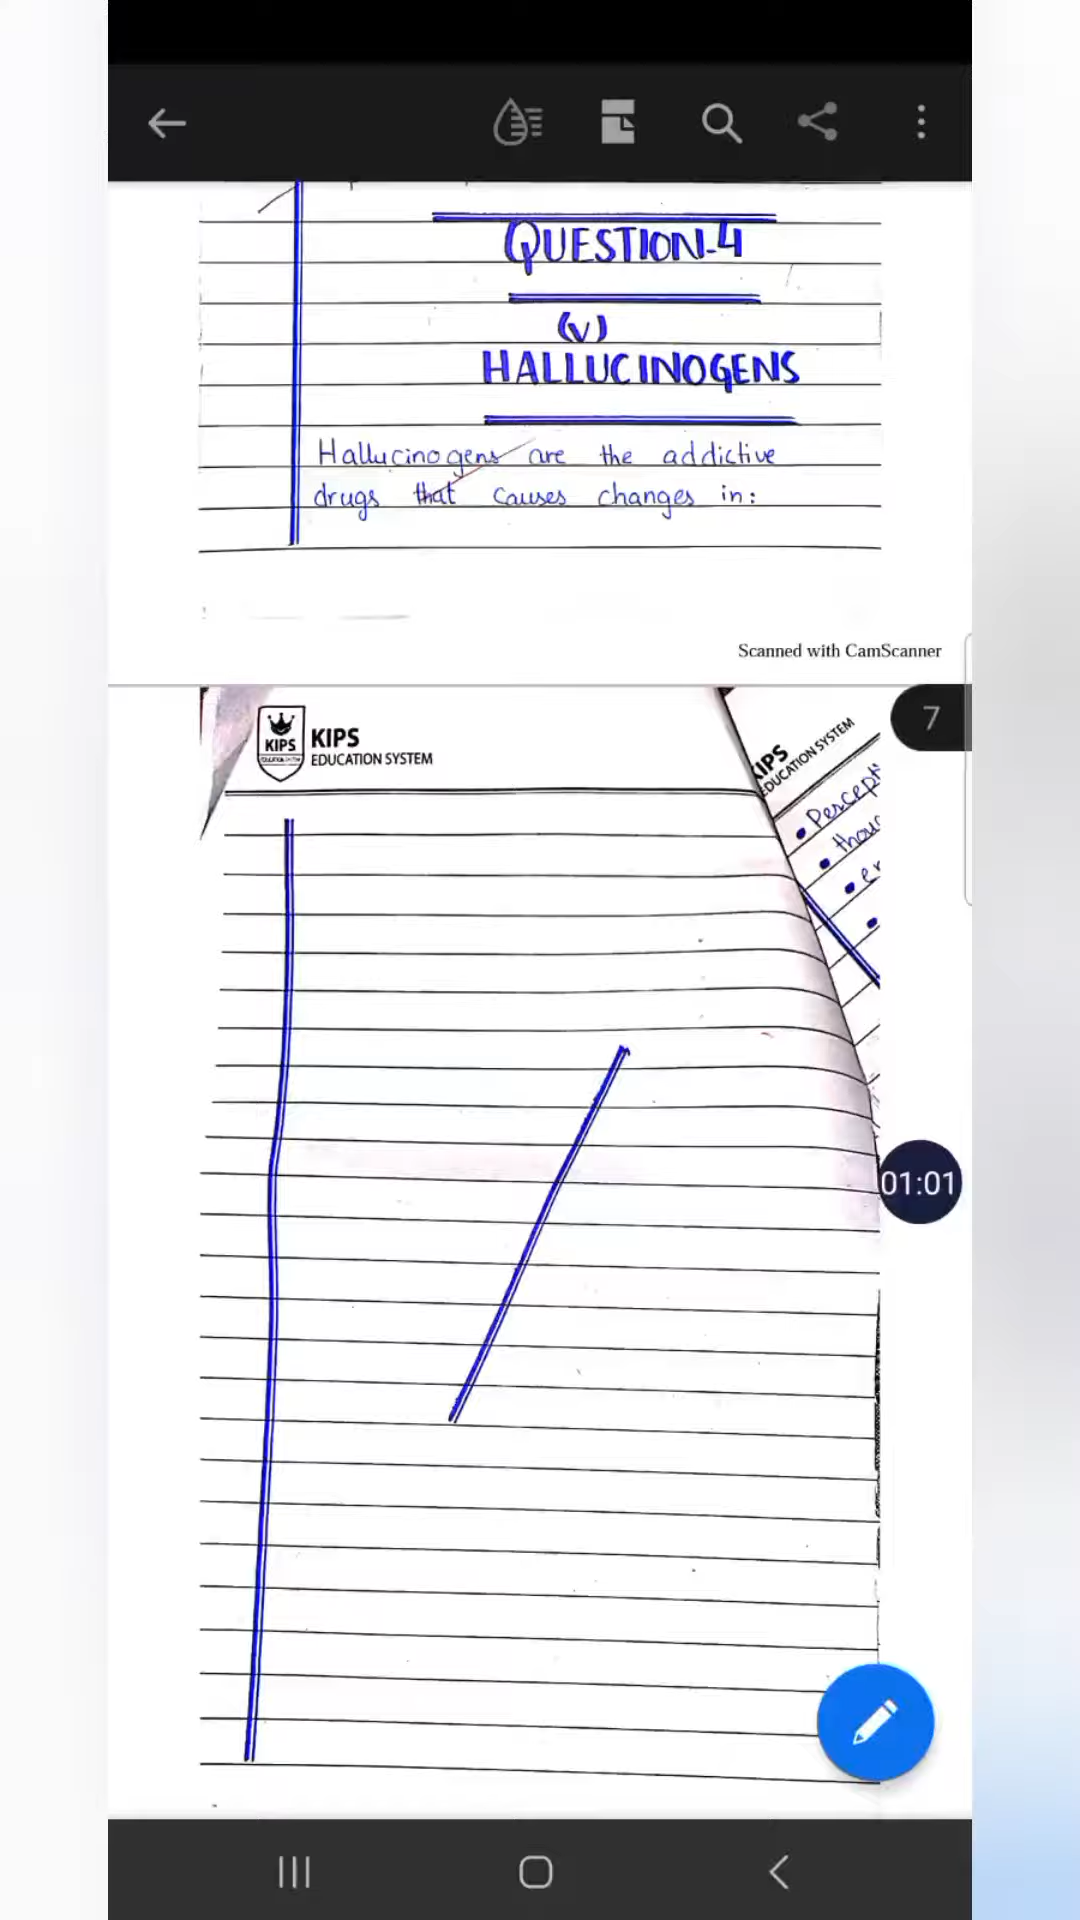 QUESTION-4
(v)
HALLUCINOGENS
Hallucinogens are the addictive
drugs that causes changes in:
Scanned with CamScanner
7
KIPS
KIPS
EDUCATION SYSTEM
KIPS
EDUCATION SYSTEM
01:01